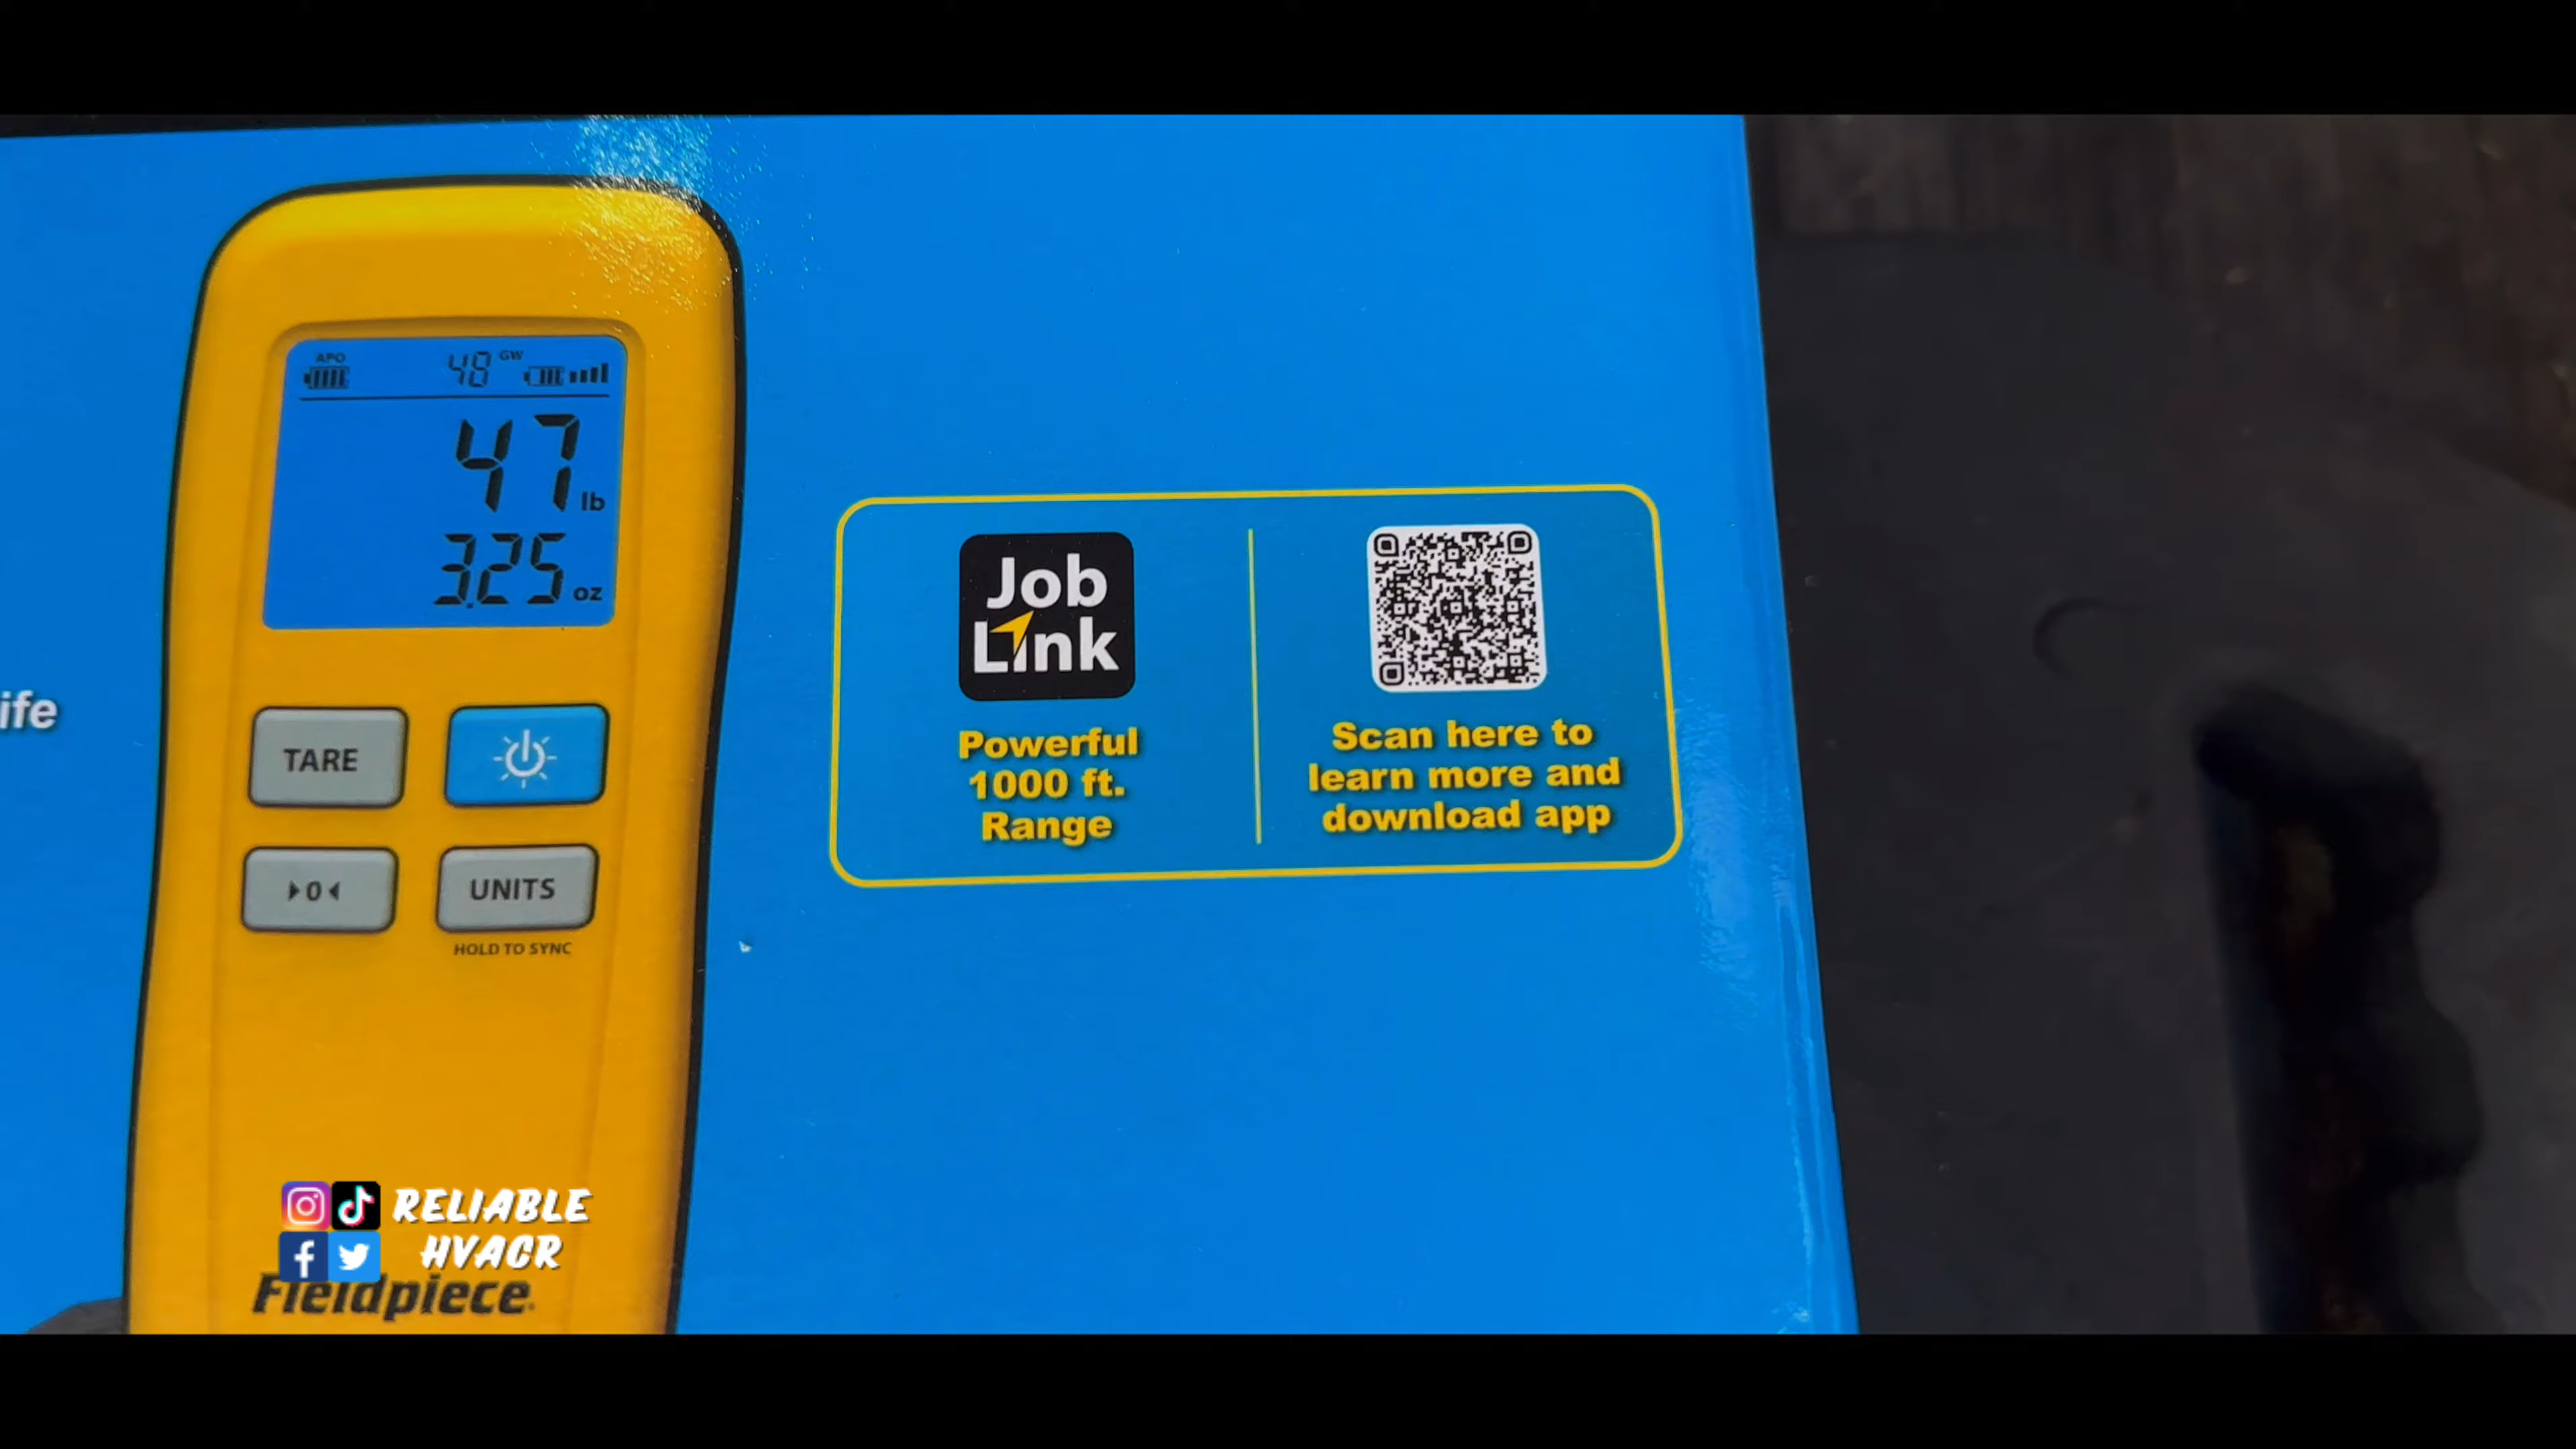 APO
48 GW
47 lb
3.25 oz
ife
TARE
▶0◀
UNITS
HOLD TO SYNC
Job
Link
Powerful
1000 ft.
Range
Scan here to
learn more and
download app
RELIABLE
HVACR
Fieldpiece